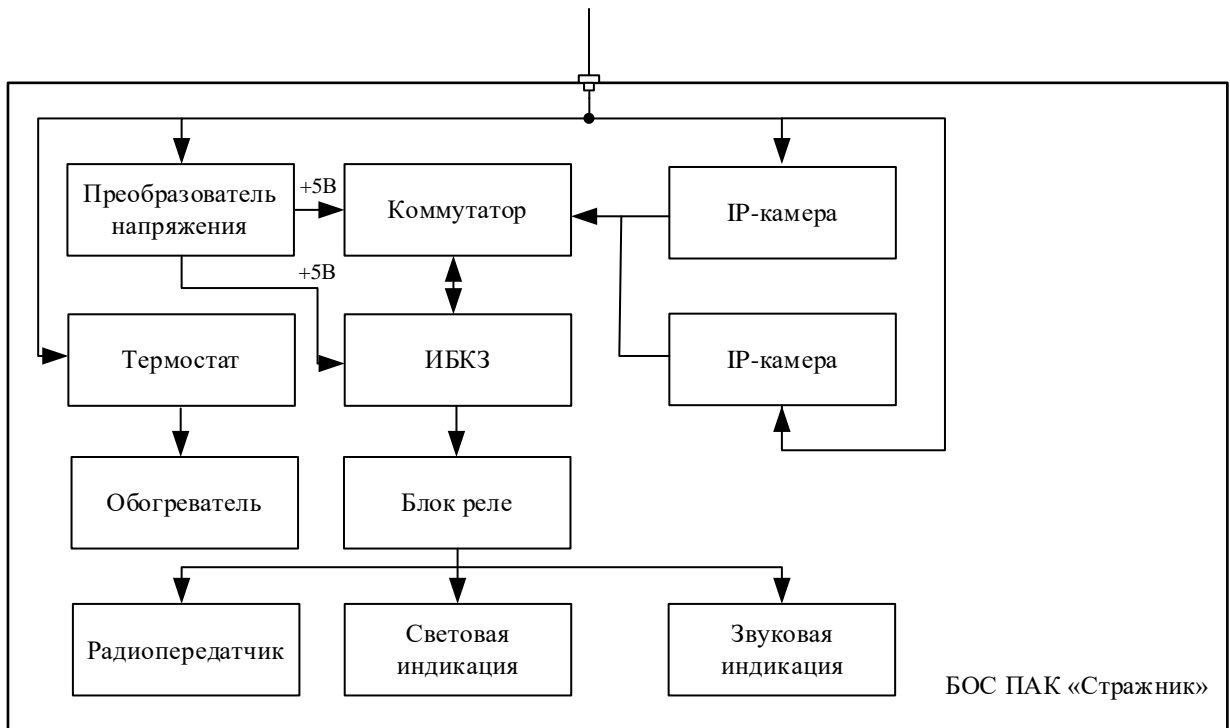 Преобразователь
напряжения
+5В
Коммутатор
IP-камера
+5В
Термостат
ИБКЗ
IP-камера
Обогреватель
Блок реле
Радиопередатчик
Световая
индикация
Звуковая
индикация
БОС ПАК «Стражник»